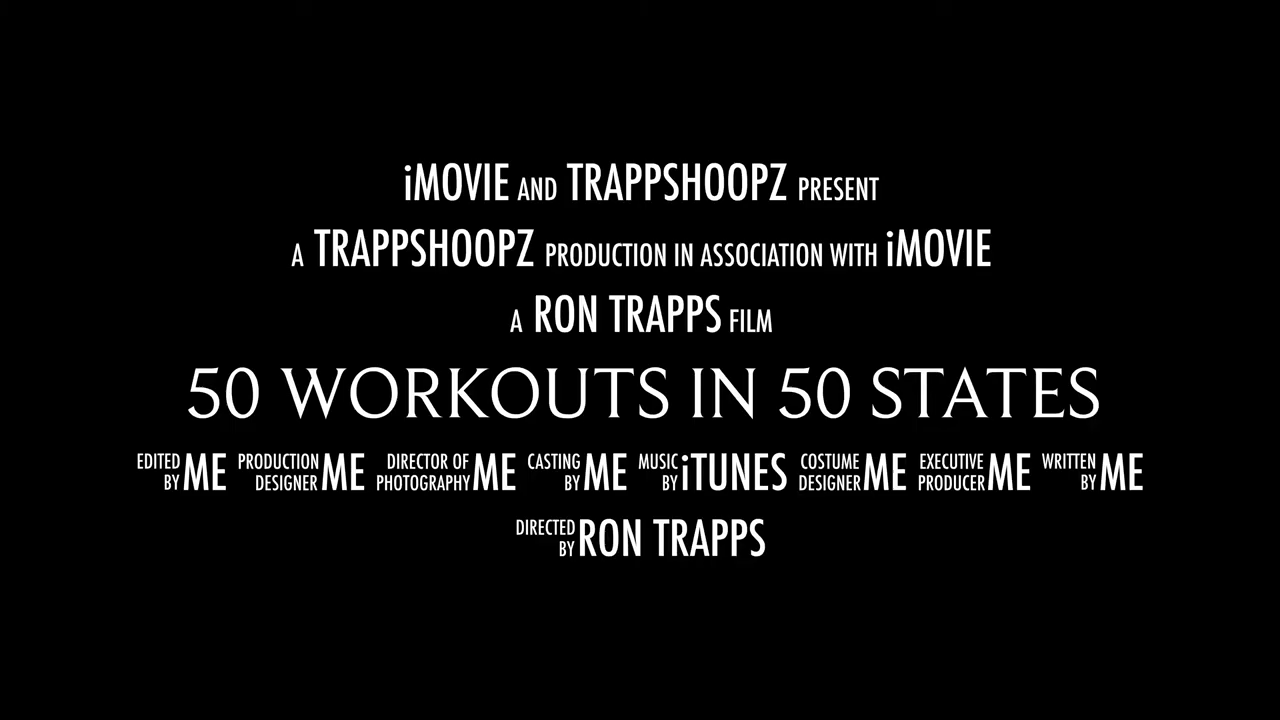 iMOVIE AND TRAPPSHOOPZ PRESENT
A TRAPPSHOOPZ PRODUCTION IN ASSOCIATION WITH iMOVIE
A RON TRAPPS FILM
50 WORKOUTS IN 50 STATES
EDITED BY ME PRODUCTION DESIGNER ME DIRECTOR OF PHOTOGRAPHY ME CASTING BY ME MUSIC BY iTUNES COSTUME DESIGNER ME EXECUTIVE PRODUCER ME WRITTEN BY ME
DIRECTED BY RON TRAPPS